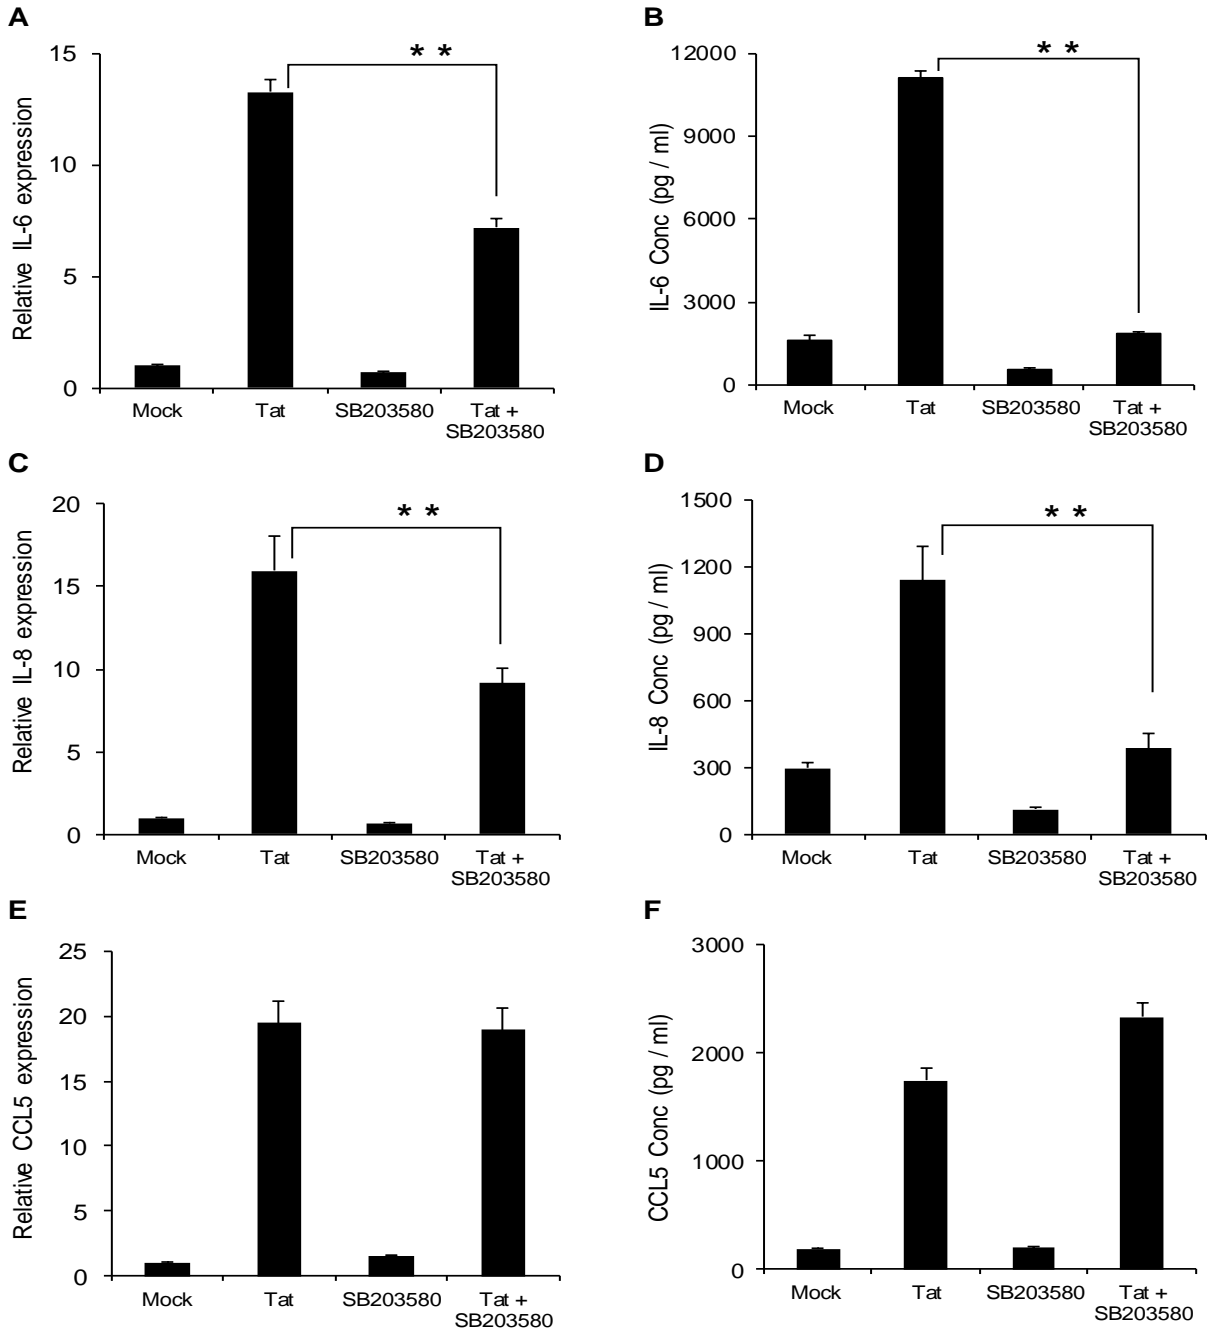 A
Relative IL-6 expression
15
10
5
0
* *
Mock
Tat
SB203580
Tat +
SB203580
B
IL-6 Conc (pg / ml)
12000
9000
6000
3000
0
* *
Mock
Tat
SB203580
Tat +
SB203580
C
Relative IL-8 expression
20
15
10
5
0
* *
Mock
Tat
SB203580
Tat +
SB203580
D
IL-8 Conc (pg / ml)
1500
1200
900
600
300
0
* *
Mock
Tat
SB203580
Tat +
SB203580
E
Relative CCL5 expression
25
20
15
10
5
0
Mock
Tat
SB203580
Tat +
SB203580
F
CCL5 Conc (pg / ml)
3000
2000
1000
0
Mock
Tat
SB203580
Tat +
SB203580